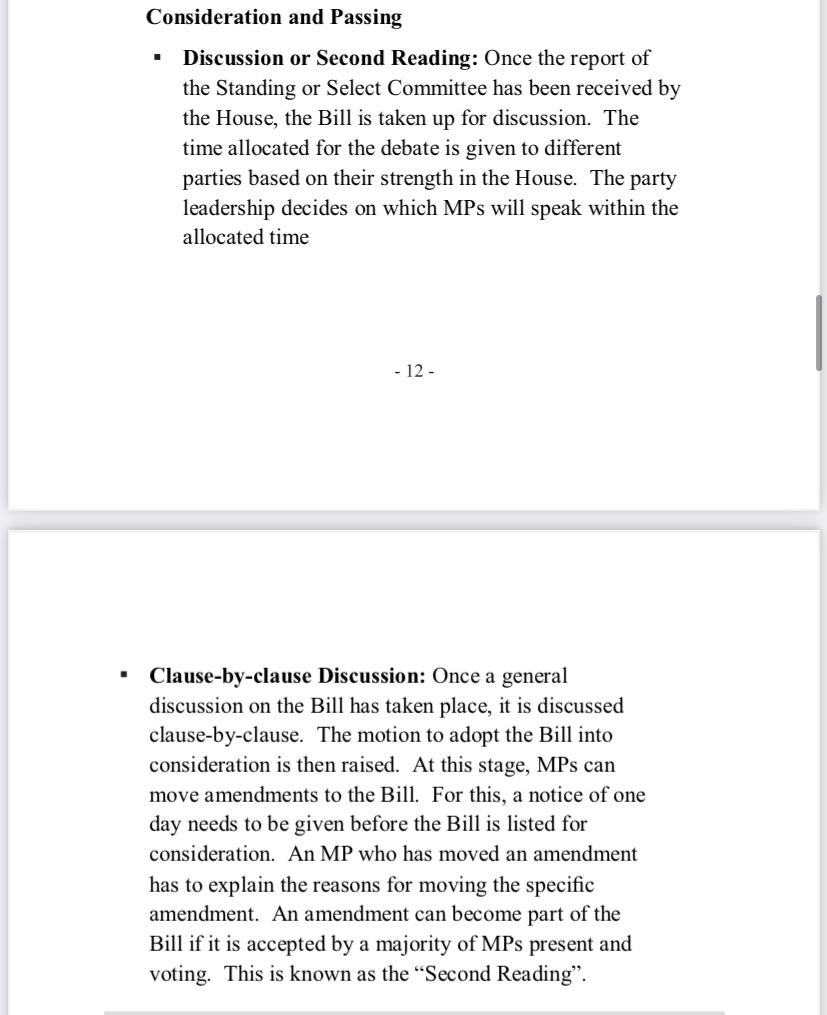 Consideration and Passing
▪ Discussion or Second Reading: Once the report of
the Standing or Select Committee has been received by
the House, the Bill is taken up for discussion.  The
time allocated for the debate is given to different
parties based on their strength in the House.  The party
leadership decides on which MPs will speak within the
allocated time
- 12 -
▪ Clause-by-clause Discussion: Once a general
discussion on the Bill has taken place, it is discussed
clause-by-clause.  The motion to adopt the Bill into
consideration is then raised.  At this stage, MPs can
move amendments to the Bill.  For this, a notice of one
day needs to be given before the Bill is listed for
consideration.  An MP who has moved an amendment
has to explain the reasons for moving the specific
amendment.  An amendment can become part of the
Bill if it is accepted by a majority of MPs present and
voting.  This is known as the “Second Reading”.